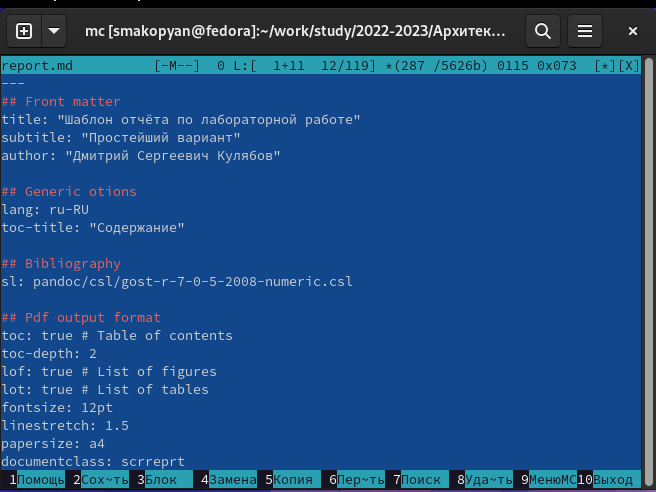 mc [smakopyan@fedora]:~/work/study/2022-2023/Архитек...
report.md [-M--] 0 L:[ 1+11 12/119] *(287 /5626b) 0115 0x073 [*][X]
---
## Front matter
title: "Шаблон отчёта по лабораторной работе"
subtitle: "Простейший вариант"
author: "Дмитрий Сергеевич Кулябов"
## Generic otions
lang: ru-RU
toc-title: "Содержание"
## Bibliography
sl: pandoc/csl/gost-r-7-0-5-2008-numeric.csl
## Pdf output format
toc: true # Table of contents
toc-depth: 2
lof: true # List of figures
lot: true # List of tables
fontsize: 12pt
linestretch: 1.5
papersize: a4
documentclass: scrreprt
1Помощь 2Сох~ть 3Блок 4Замена 5Копия 6Пер~ть 7Поиск 8Уда~ть 9МенюMC 10Выход